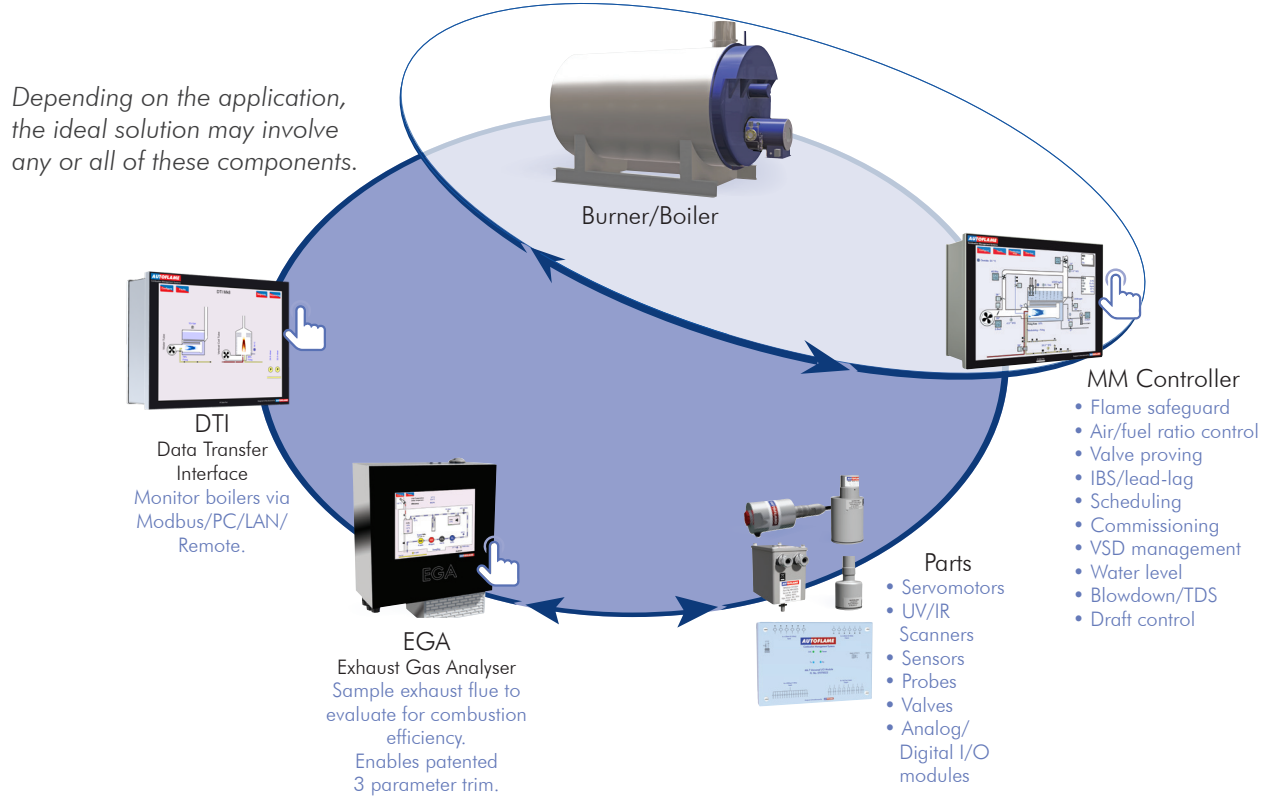 Depending on the application,
the ideal solution may involve
any or all of these components.
Burner/Boiler
AUTOFLAME
AUTOFLAME
DTI
Data Transfer
Interface
Monitor boilers via
Modbus/PC/LAN/
Remote.
MM Controller
• Flame safeguard
• Air/fuel ratio control
• Valve proving
• IBS/lead-lag
• Scheduling
• Commissioning
• VSD management
• Water level
• Blowdown/TDS
• Draft control
EGA
EGA
Exhaust Gas Analyser
Sample exhaust flue to
evaluate for combustion
efficiency.
Enables patented
3 parameter trim.
AUTOFLAME
Parts
• Servomotors
• UV/IR
Scanners
• Sensors
• Probes
• Valves
• Analog/
Digital I/O
modules